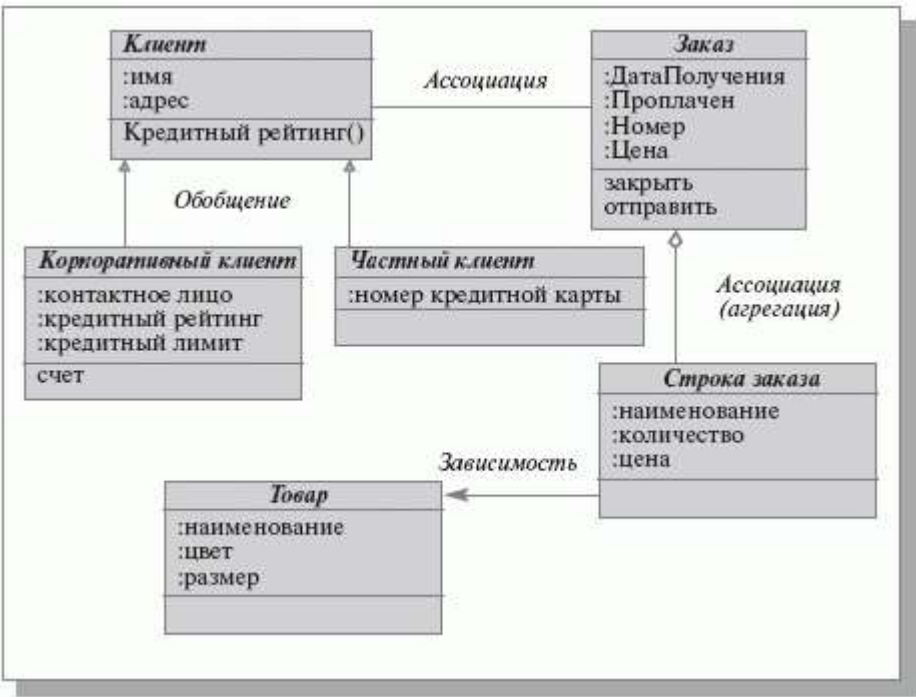 Клиент
:имя
:адрес
Кредитный рейтинг()
Ассоциация
Заказ
:ДатаПолучения
:Проплачен
:Номер
:Цена
закрыть
отправить
Обобщение
Корпоративный клиент
:контактное лицо
:кредитный рейтинг
:кредитный лимит
счет
Частный клиент
:номер кредитной карты
Ассоциация
(агрегация)
Строка заказа
:наименование
:количество
:цена
Зависимость
Товар
:наименование
:цвет
:размер